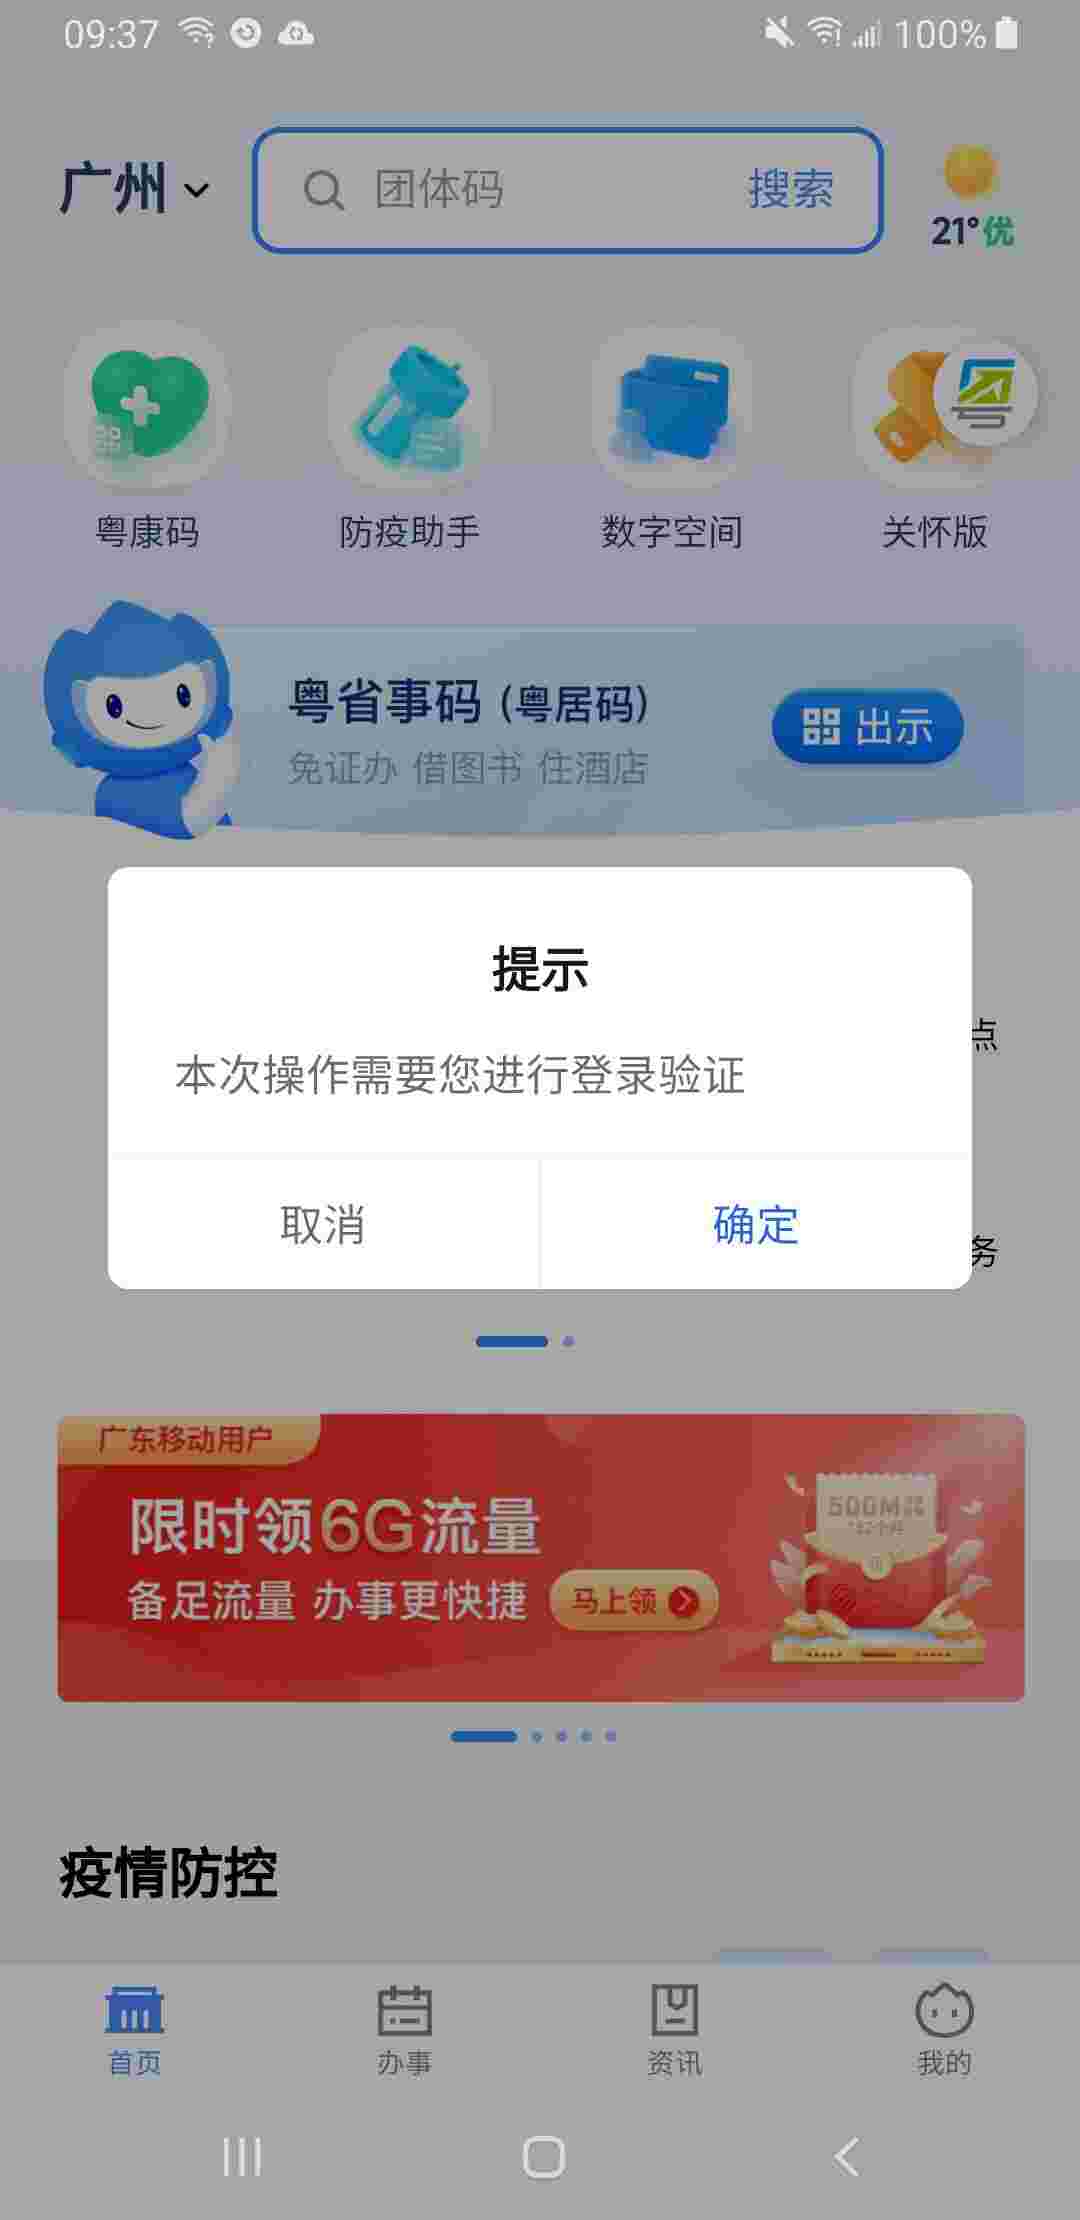 09:37
100%
广州
团体码
搜索
21°优
粤康码
防疫助手
数字空间
关怀版
粤省事码 (粤居码)
出示
免证办 借图书 住酒店
提示
点
本次操作需要您进行登录验证
取消
确定
务
广东移动用户
限时领6G流量
500M
备足流量 办事更快捷
马上领
疫情防控
首页
办事
资讯
我的